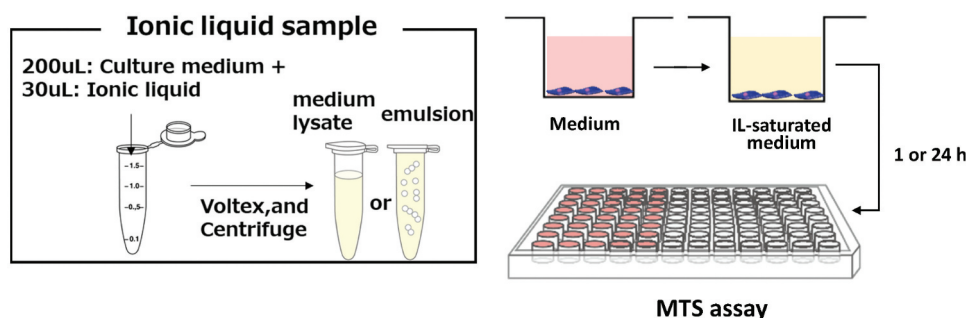 Ionic liquid sample
200uL: Culture medium +
30uL: Ionic liquid
medium
lysate
emulsion
-1.5-
-1.0-
-0.5-
-0.1
Voltex,and
Centrifuge
or
Medium
IL-saturated
medium
1 or 24 h
MTS assay